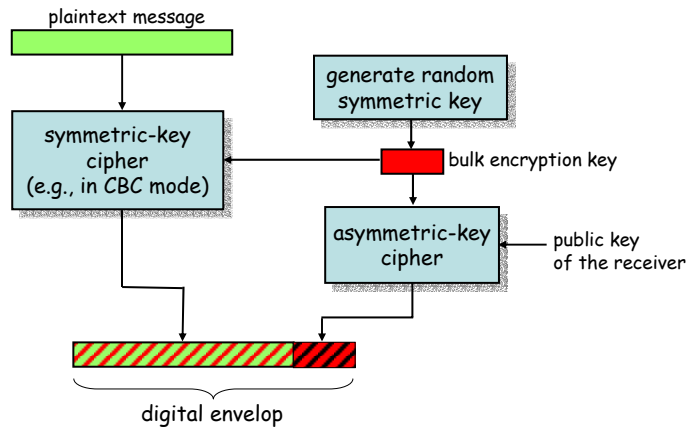 plaintext message
generate random
symmetric key
symmetric-key
cipher
(e.g., in CBC mode)
bulk encryption key
asymmetric-key
cipher
public key
of the receiver
digital envelop